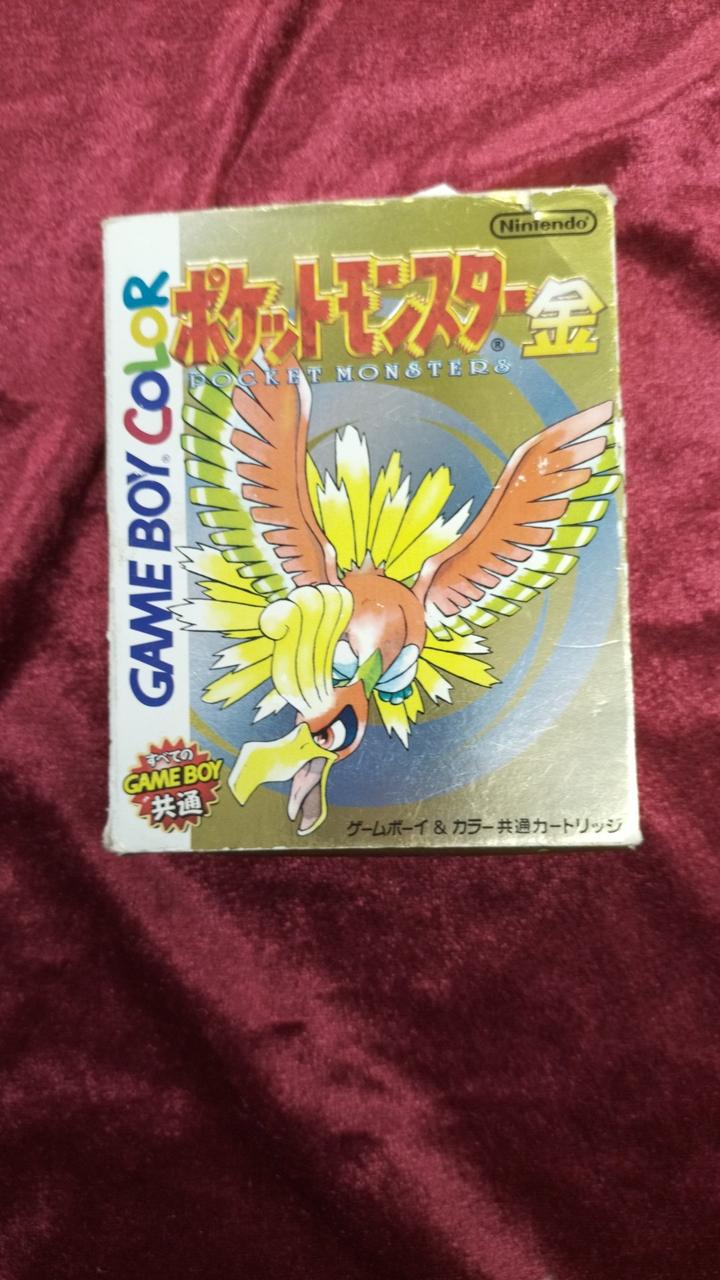 Nintendo®
GAME BOY® COLOR
ポケットモンスター金
®
POCKET MONSTERS
すべての
GAME BOY
共通
ゲームボーイ & カラー共通カートリッジ